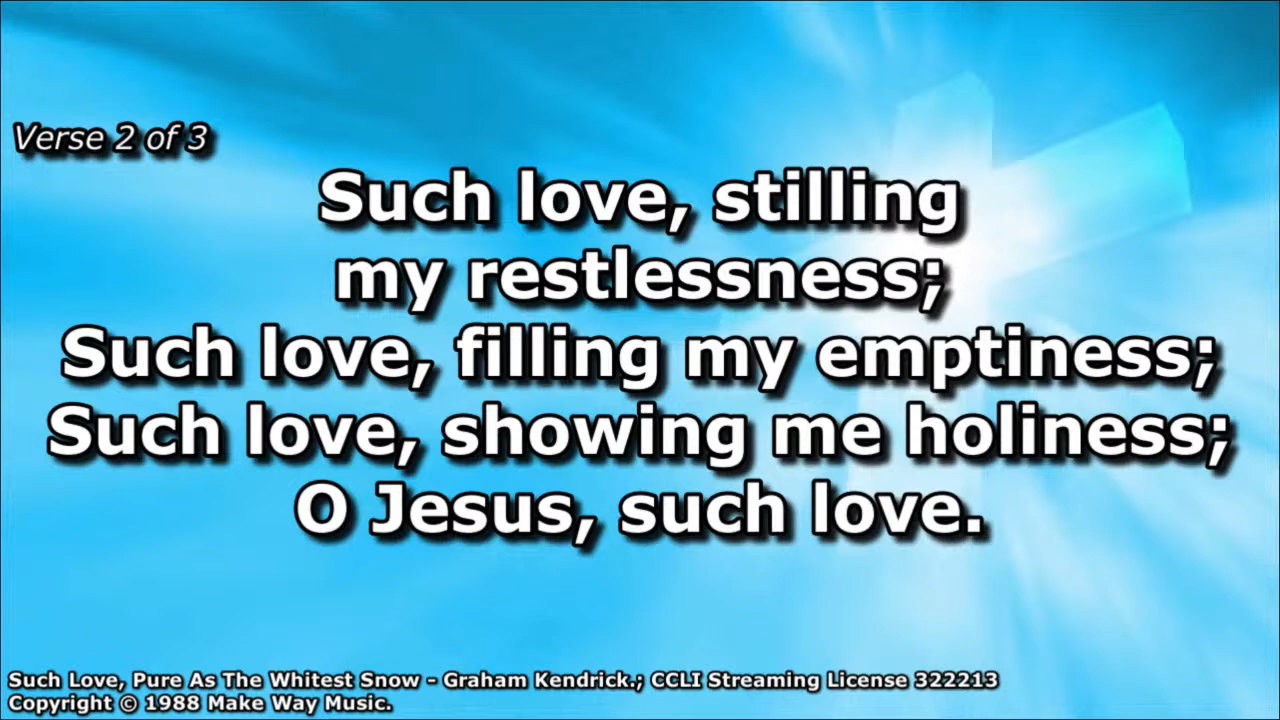 Verse 2 of 3
Such love, stilling
my restlessness;
Such love, filling my emptiness;
Such love, showing me holiness;
O Jesus, such love.
Such Love, Pure As The Whitest Snow - Graham Kendrick.; CCLI Streaming License 322213
Copyright © 1988 Make Way Music.